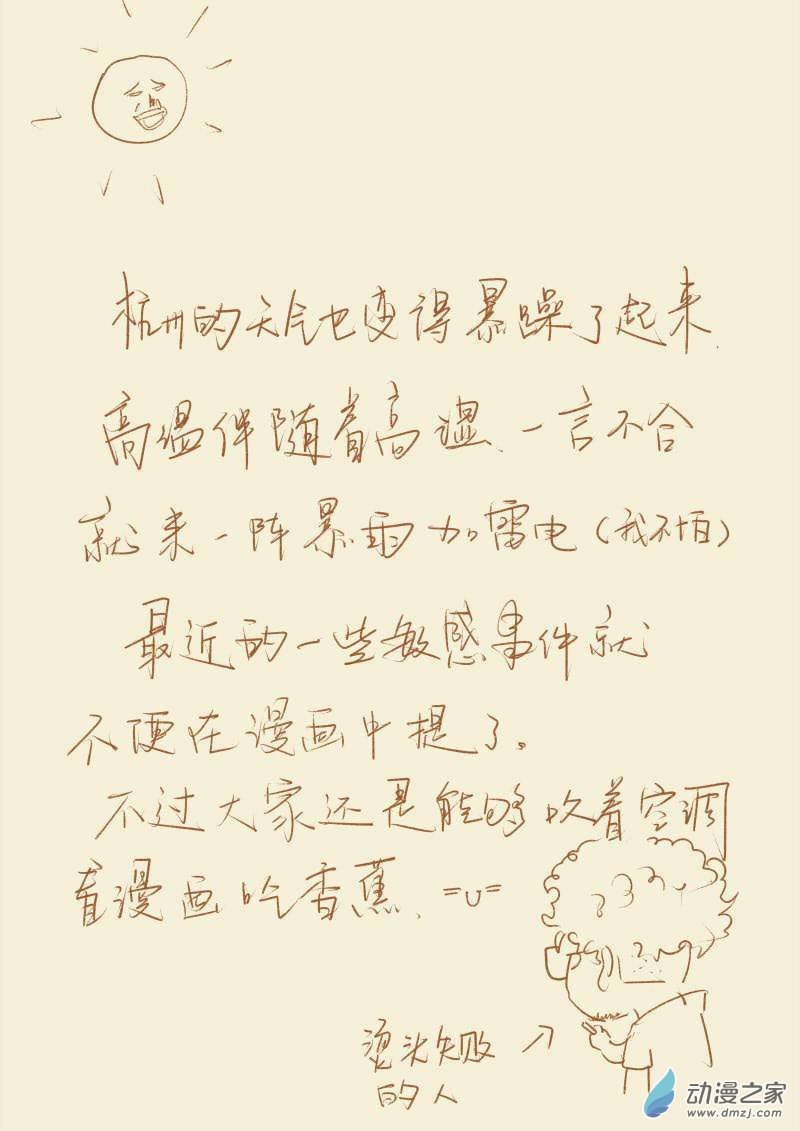 杭州的天气也变得暴躁了起来.
高温伴随着高湿、一言不合
就来一阵暴雨加雷电(我不怕)
最近的一些敏感事件就
不便在漫画中提了。
不过大家还是能够吹着空调
看漫画吃香蕉、=U=
烫头失败
的人
动漫之家
www.dmzj.com